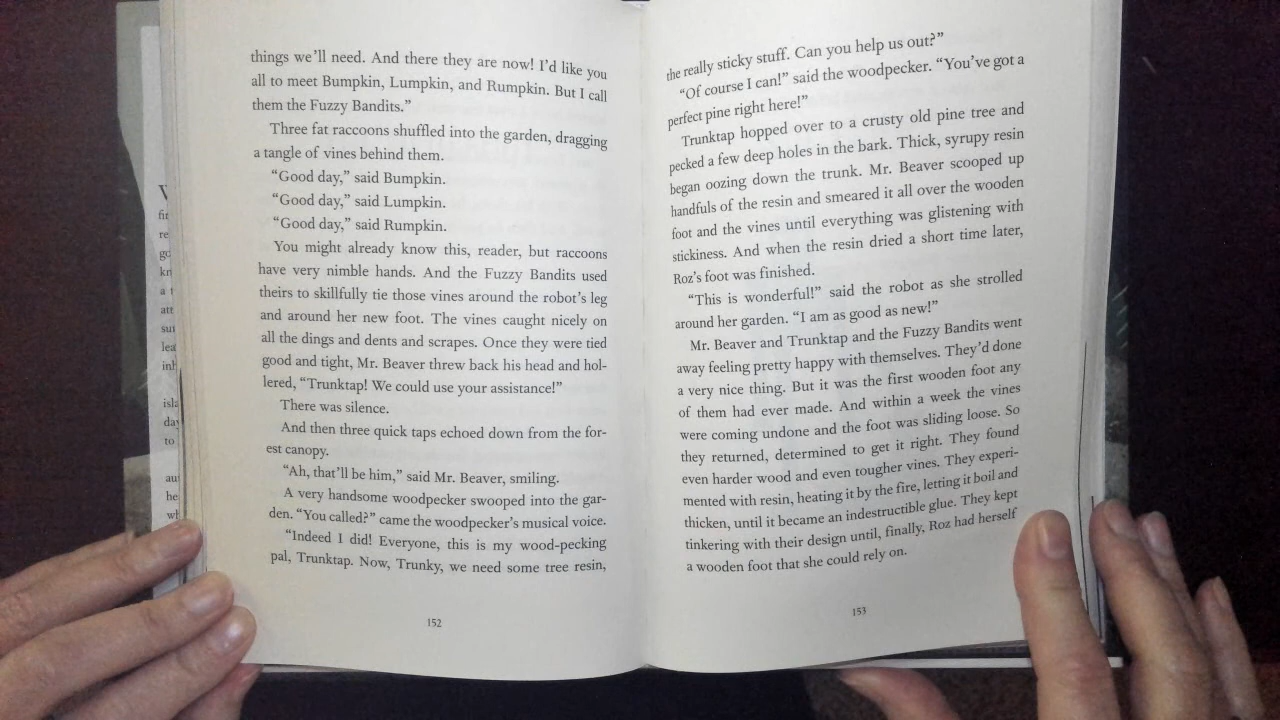 things we'll need. And there they are now! I'd like you
all to meet Bumpkin, Lumpkin, and Rumpkin. But I call
them the Fuzzy Bandits."
Three fat raccoons shuffled into the garden, dragging
a tangle of vines behind them.
"Good day," said Bumpkin.
"Good day," said Lumpkin.
"Good day," said Rumpkin.
You might already know this, reader, but raccoons
have very nimble hands. And the Fuzzy Bandits used
theirs to skillfully tie those vines around the robot's leg
and around her new foot. The vines caught nicely on
all the dings and dents and scrapes. Once they were tied
good and tight, Mr. Beaver threw back his head and hol-
lered, "Trunktap! We could use your assistance!"
There was silence.
And then three quick taps echoed down from the for-
est canopy.
"Ah, that'll be him," said Mr. Beaver, smiling.
A very handsome woodpecker swooped into the gar-
den. "You called?" came the woodpecker's musical voice.
"Indeed I did! Everyone, this is my wood-pecking
pal, Trunktap. Now, Trunky, we need some tree resin,
152
the really sticky stuff. Can you help us out?"
"Of course I can!" said the woodpecker. "You've got a
perfect pine right here!"
Trunktap hopped over to a crusty old pine tree and
pecked a few deep holes in the bark. Thick, syrupy resin
began oozing down the trunk. Mr. Beaver scooped up
handfuls of the resin and smeared it all over the wooden
foot and the vines until everything was glistening with
stickiness. And when the resin dried a short time later,
Roz's foot was finished.
"This is wonderful!" said the robot as she strolled
around her garden. "I am as good as new!"
Mr. Beaver and Trunktap and the Fuzzy Bandits went
away feeling pretty happy with themselves. They'd done
a very nice thing. But it was the first wooden foot any
of them had ever made. And within a week the vines
were coming undone and the foot was sliding loose. So
they returned, determined to get it right. They found
even harder wood and even tougher vines. They experi-
mented with resin, heating it by the fire, letting it boil and
thicken, until it became an indestructible glue. They kept
tinkering with their design until, finally, Roz had herself
a wooden foot that she could rely on.
153